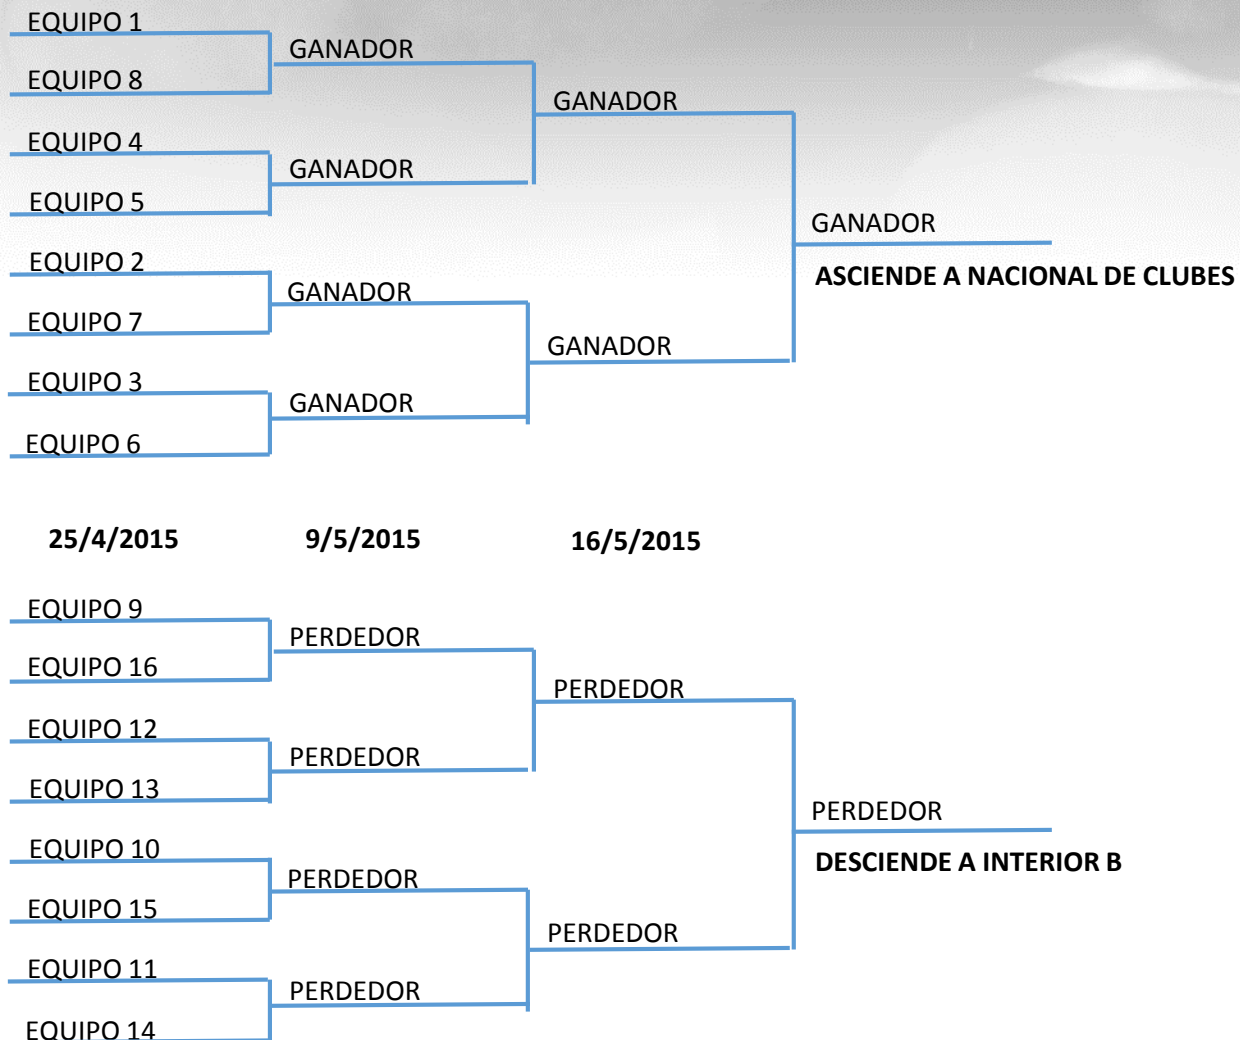 EQUIPO 1
GANADOR
EQUIPO 8
GANADOR
EQUIPO 4
GANADOR
EQUIPO 5
GANADOR
EQUIPO 2
ASCIENDE A NACIONAL DE CLUBES
GANADOR
EQUIPO 7
GANADOR
EQUIPO 3
GANADOR
EQUIPO 6
25/4/2015 9/5/2015 16/5/2015
EQUIPO 9
PERDEDOR
EQUIPO 16
PERDEDOR
EQUIPO 12
PERDEDOR
EQUIPO 13
PERDEDOR
EQUIPO 10
DESCIENDE A INTERIOR B
PERDEDOR
EQUIPO 15
PERDEDOR
EQUIPO 11
PERDEDOR
EQUIPO 14